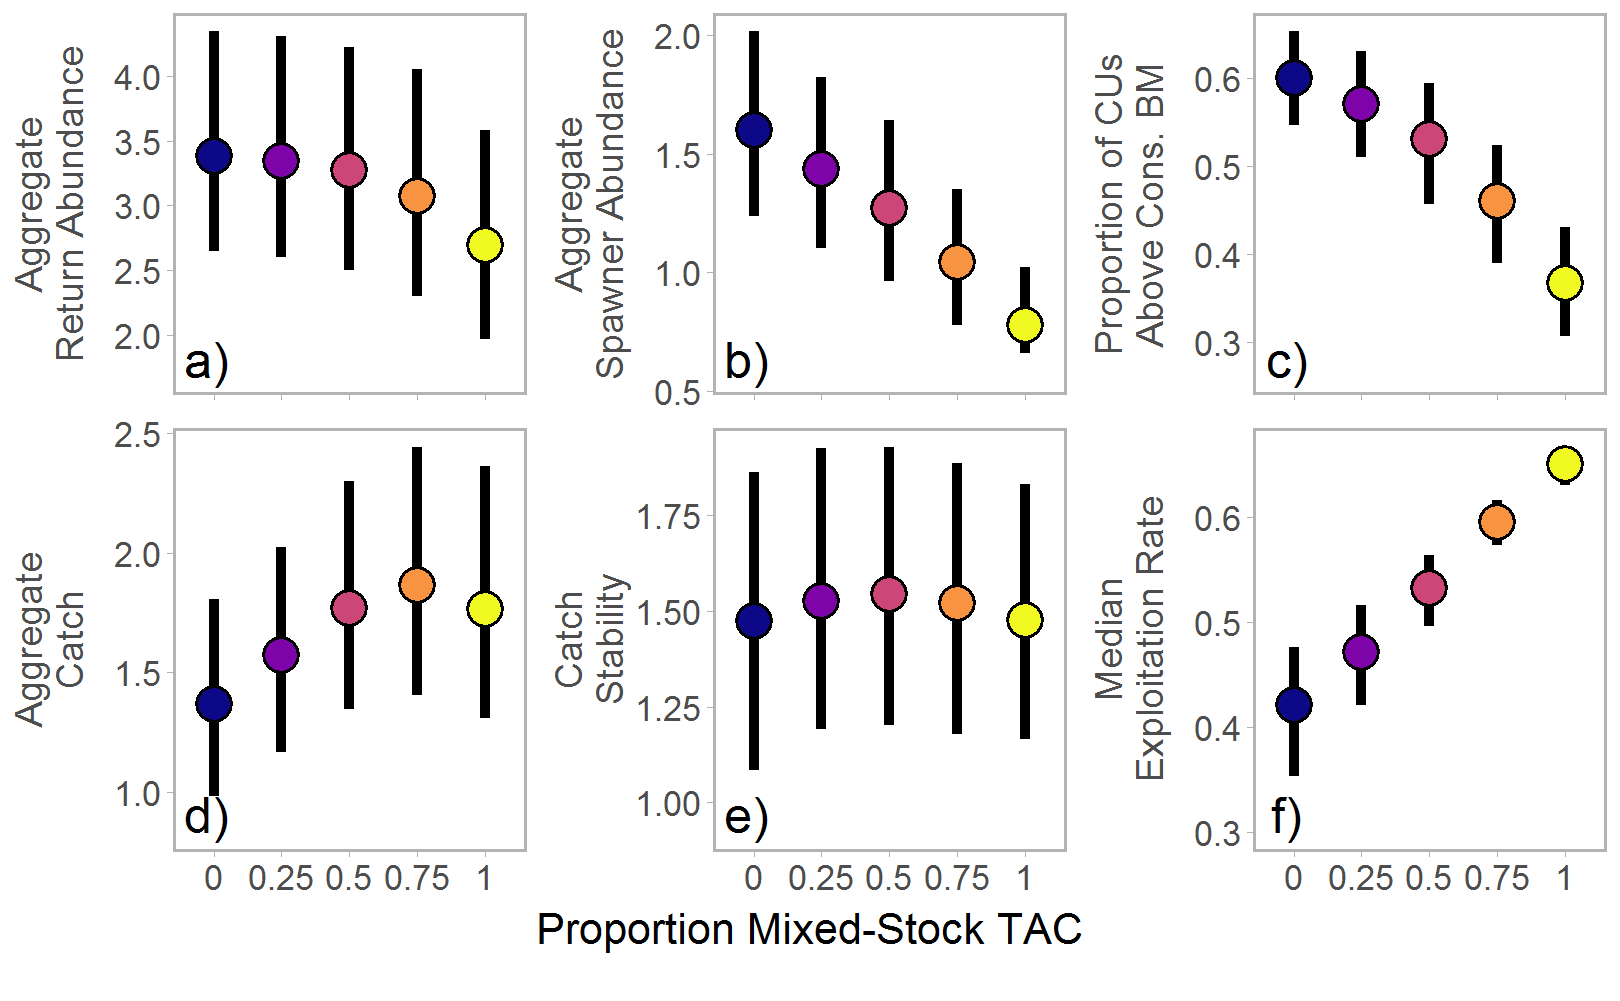 Aggregate
Return Abundance
4.0
3.5
3.0
2.5
2.0
a)
Aggregate
Spawner Abundance
2.0
1.5
1.0
0.5
b)
Proportion of CUs
Above Cons. BM
0.6
0.5
0.4
0.3
c)
Aggregate
Catch
2.5
2.0
1.5
1.0
d)
0 0.25 0.5 0.75 1
Catch
Stability
1.75
1.50
1.25
1.00
e)
0 0.25 0.5 0.75 1
Median
Exploitation Rate
0.6
0.5
0.4
0.3
f)
0 0.25 0.5 0.75 1
Proportion Mixed-Stock TAC